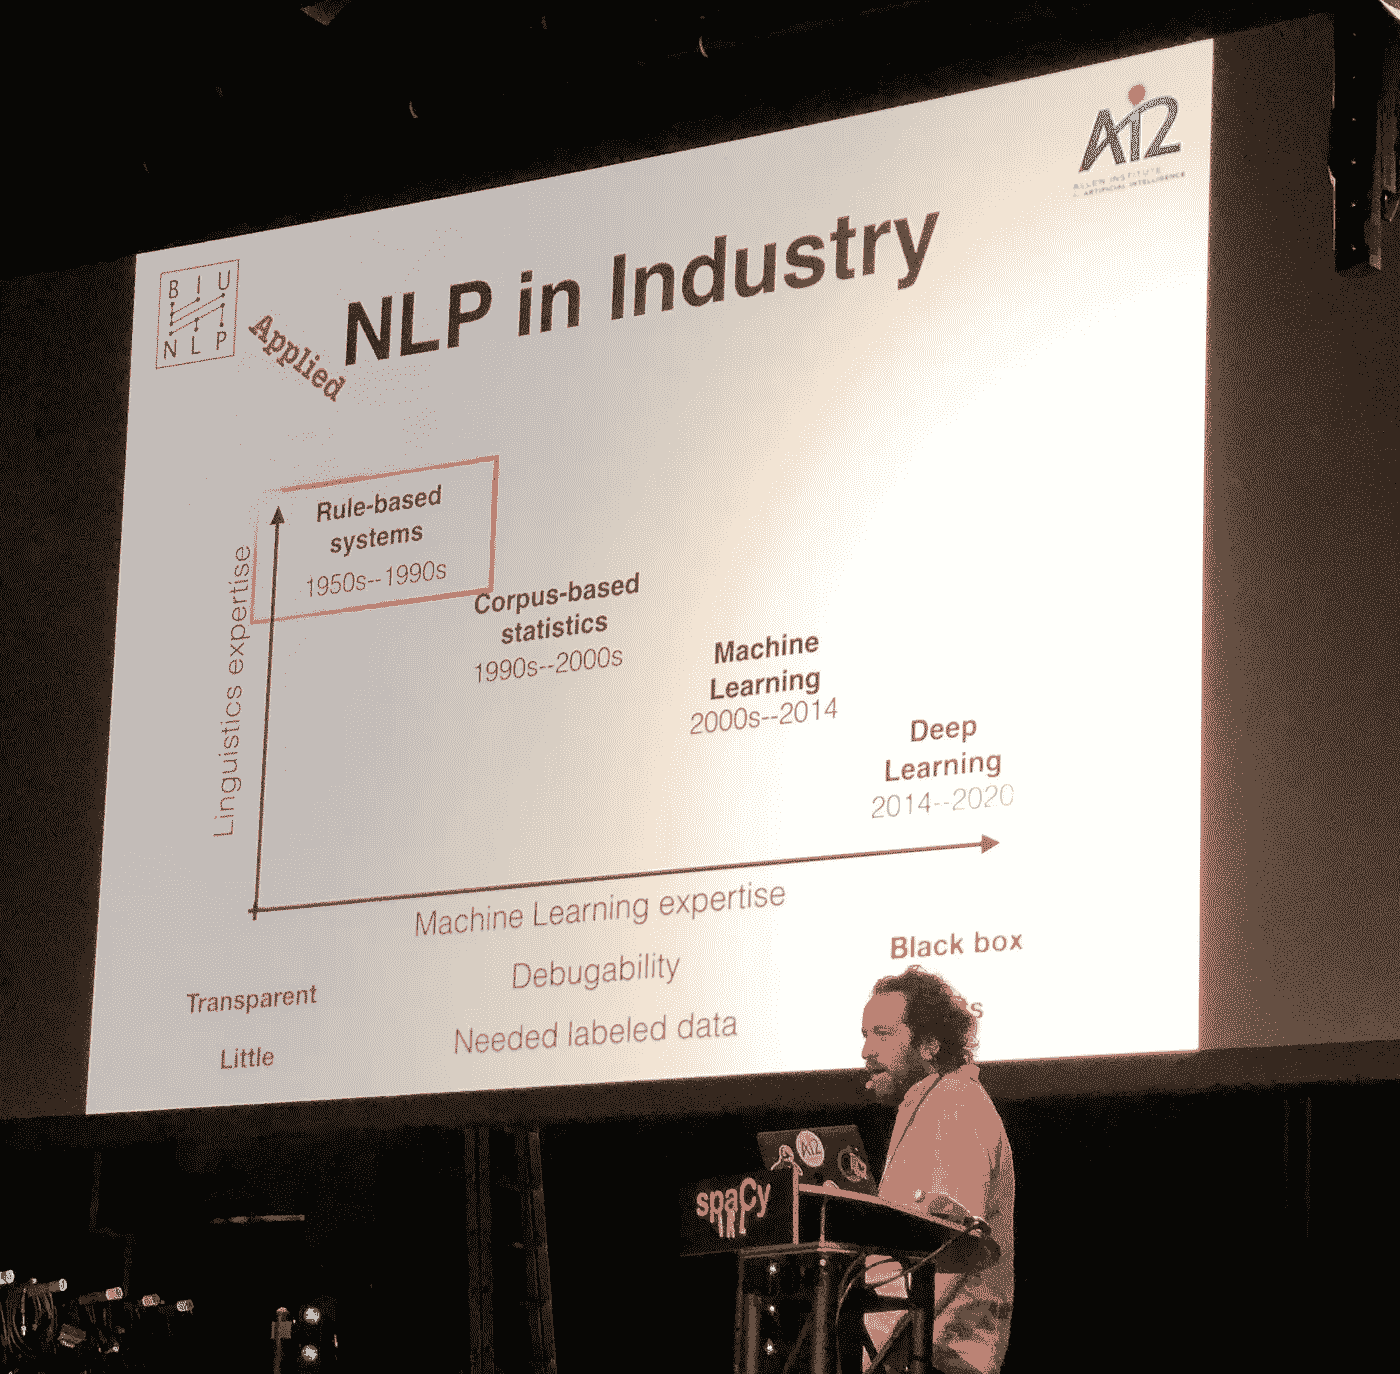 Ai2
ALLEN INSTITUTE
for ARTIFICIAL INTELLIGENCE
B I U
N L P
Applied
NLP in Industry
Linguistics expertise
Rule-based
systems
1950s--1990s
Corpus-based
statistics
1990s--2000s
Machine
Learning
2000s--2014
Deep
Learning
2014--2020
Machine Learning expertise
Debugability
Needed labeled data
Transparent
Little
Black box
AI2
spaCy
IRL